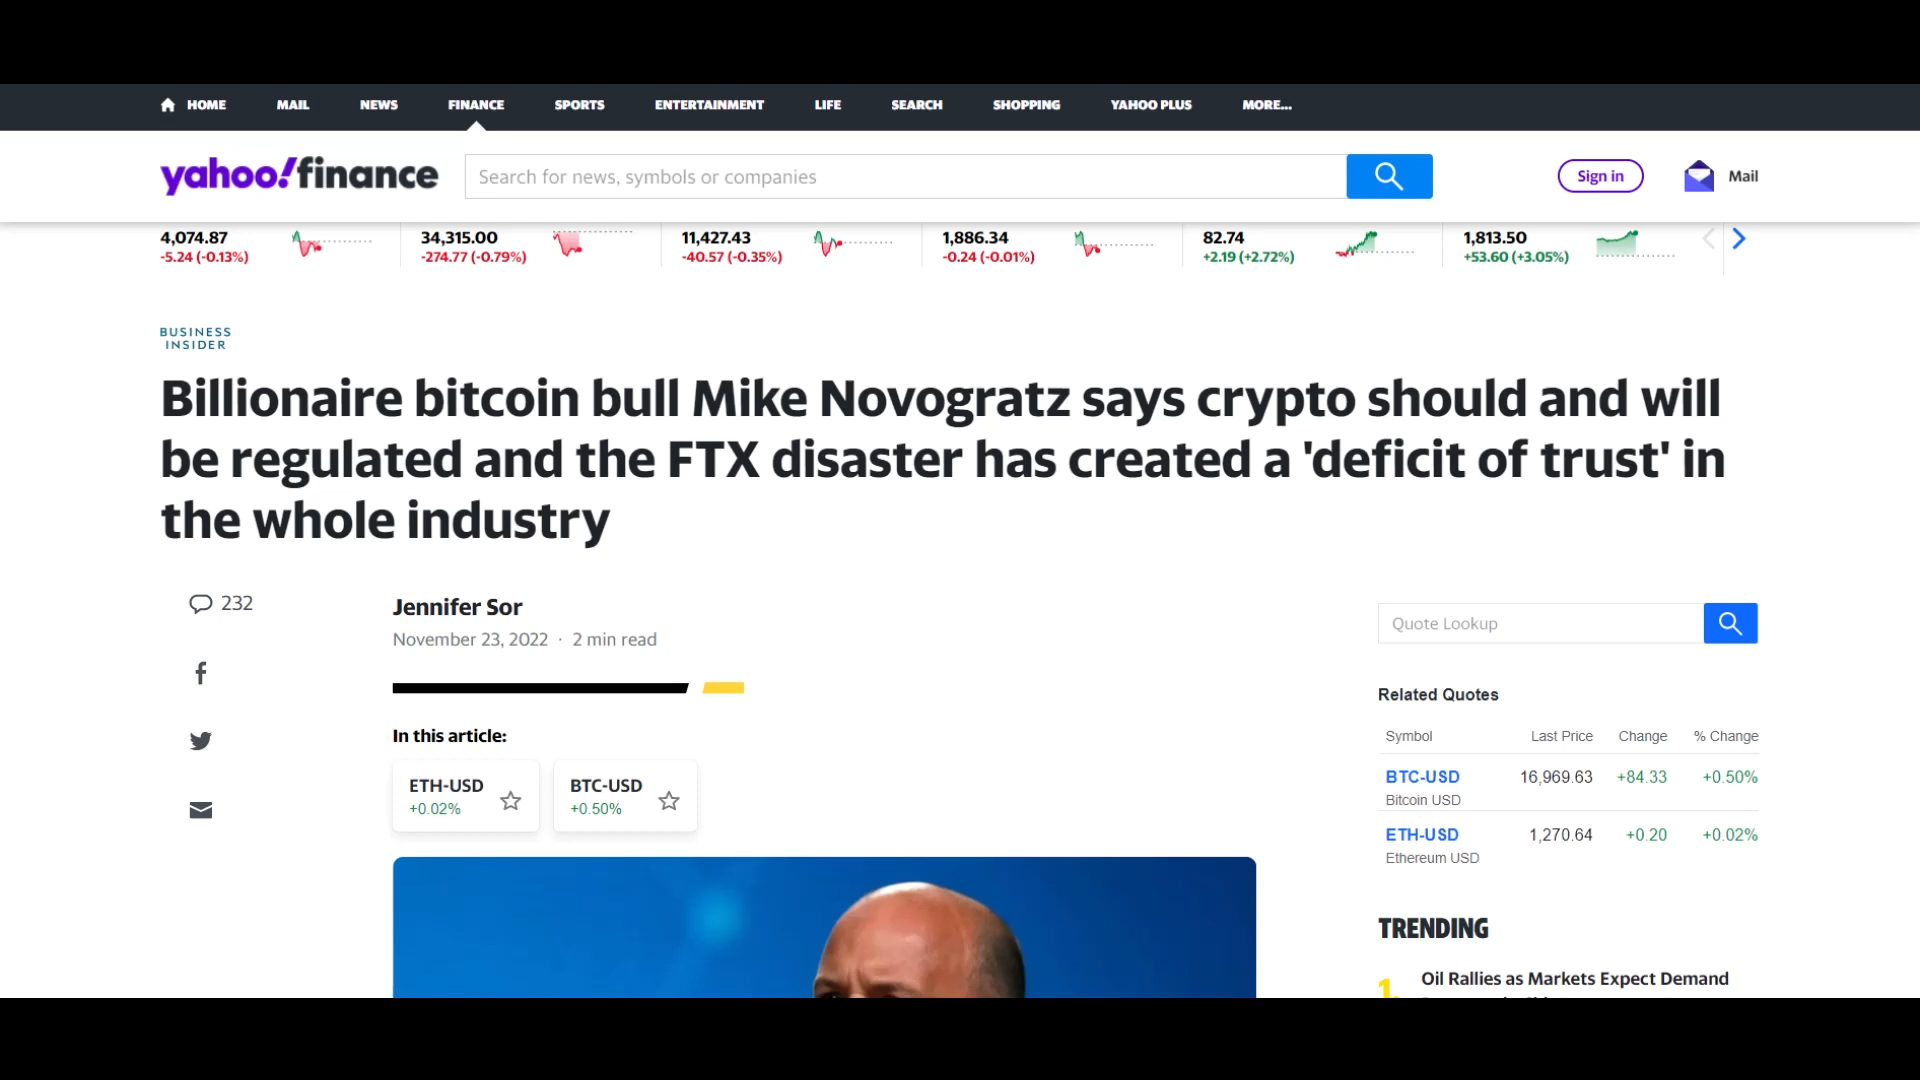 HOME MAIL NEWS FINANCE SPORTS ENTERTAINMENT LIFE SEARCH SHOPPING YAHOO PLUS MORE...
yahoo!finance
Search for news, symbols or companies
Sign in
Mail
4,074.87 34,315.00 11,427.43 1,886.34 82.74 1,813.50
-5.24 (-0.13%) -274.77 (-0.79%) -40.57 (-0.35%) -0.24 (-0.01%) +2.19 (+2.72%) +53.60 (+3.05%)
BUSINESS
INSIDER
Billionaire bitcoin bull Mike Novogratz says crypto should and will
be regulated and the FTX disaster has created a 'deficit of trust' in
the whole industry
232
Jennifer Sor
November 23, 2022 · 2 min read
In this article:
ETH-USD
+0.02%
BTC-USD
+0.50%
Quote Lookup
Related Quotes
Symbol Last Price Change % Change
BTC-USD 16,969.63 +84.33 +0.50%
Bitcoin USD
ETH-USD 1,270.64 +0.20 +0.02%
Ethereum USD
TRENDING
1. Oil Rallies as Markets Expect Demand